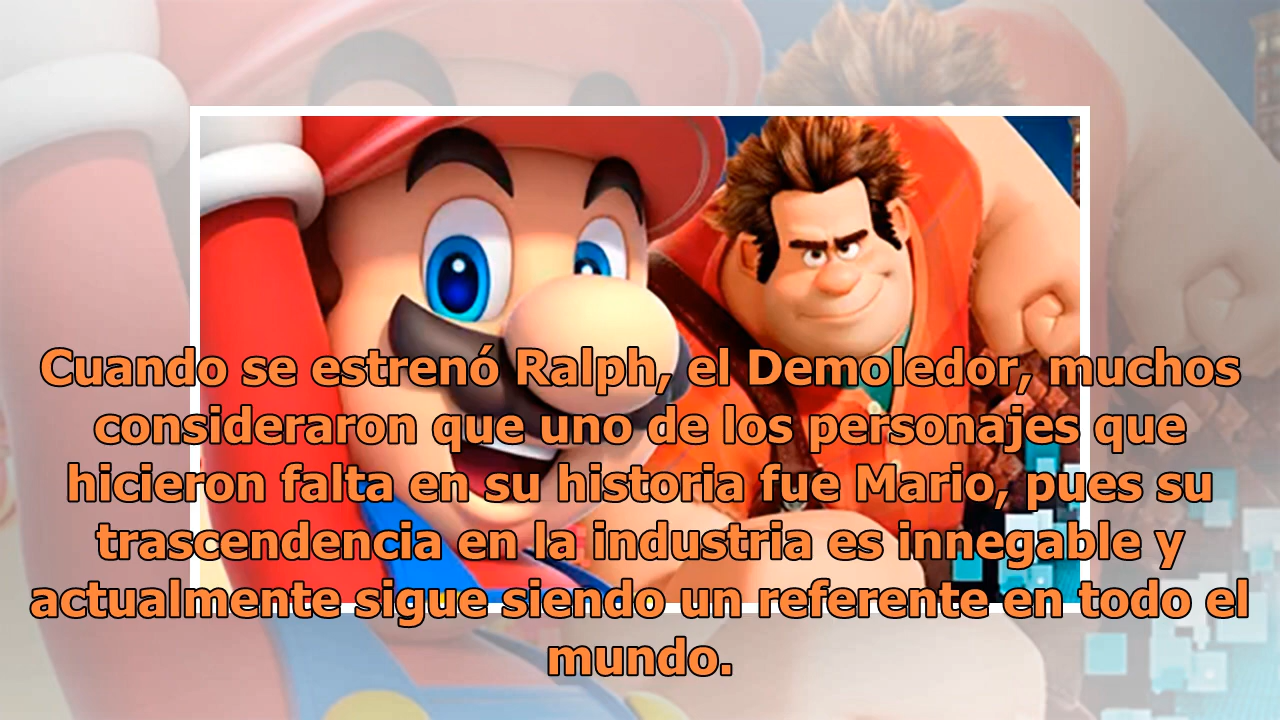 Cuando se estrenó Ralph, el Demoledor, muchos
consideraron que uno de los personajes que
hicieron falta en su historia fue Mario, pues su
trascendencia en la industria es innegable y
actualmente sigue siendo un referente en todo el
mundo.